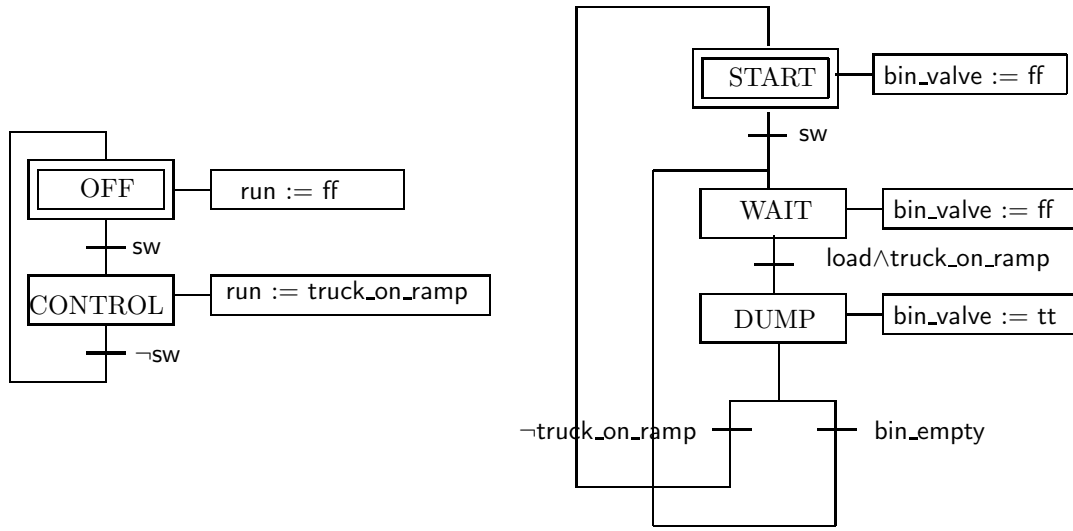 OFF
run := ff
sw
CONTROL
run := truck_on_ramp
¬sw
START
bin_valve := ff
sw
WAIT
bin_valve := ff
load∧truck_on_ramp
DUMP
bin_valve := tt
¬truck_on_ramp
bin_empty